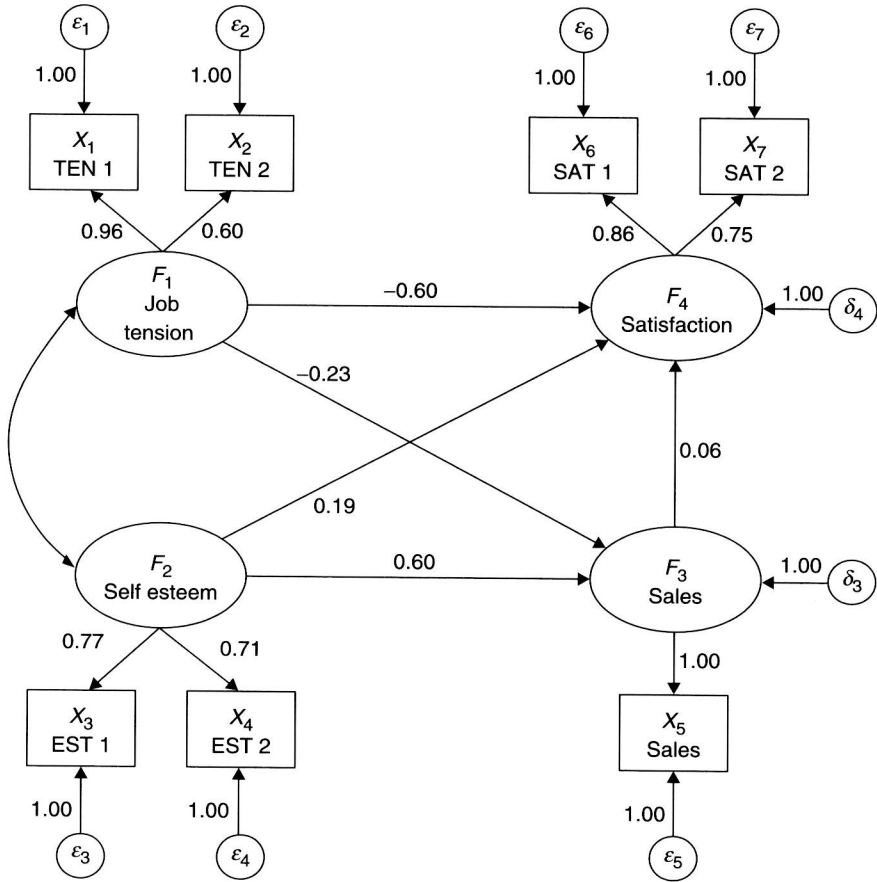 ε1
ε2
ε6
ε7
1.00
1.00
1.00
1.00
X1
TEN 1
X2
TEN 2
X6
SAT 1
X7
SAT 2
0.96
0.60
0.86
0.75
F1
Job
tension
−0.60
F4
Satisfaction
1.00
δ4
−0.23
0.06
0.19
F2
Self esteem
0.60
F3
Sales
1.00
δ3
0.77
0.71
1.00
X3
EST 1
X4
EST 2
X5
Sales
1.00
1.00
1.00
ε3
ε4
ε5